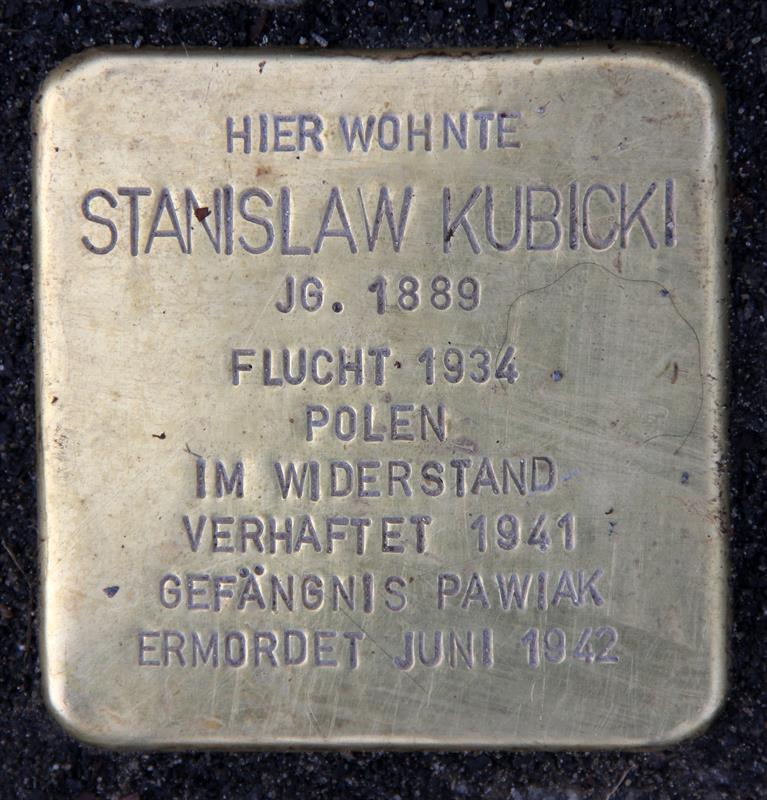 HIER WOHNTE
STANISLAW KUBICKI
JG. 1889
FLUCHT 1934
POLEN
IM WIDERSTAND
VERHAFTET 1941
GEFÄNGNIS PAWIAK
ERMORDET JUNI 1942